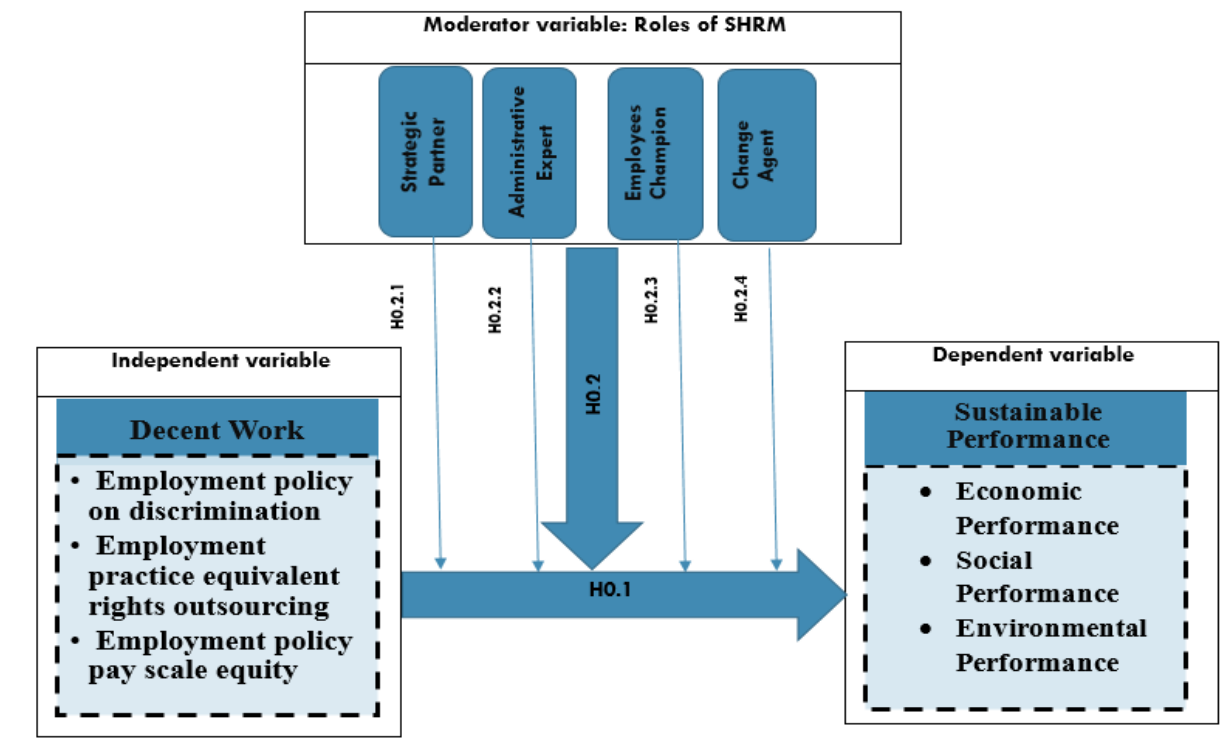 Moderator variable: Roles of SHRM
Strategic
Partner
Administrative
Expert
Employees
Champion
Change
Agent
H0.2.1
H0.2.2
H0.2
H0.2.3
H0.2.4
Independent variable
Decent Work
• Employment policy
on discrimination
• Employment
practice equivalent
rights outsourcing
• Employment policy
pay scale equity
H0.1
Dependent variable
Sustainable
Performance
• Economic
Performance
• Social
Performance
• Environmental
Performance